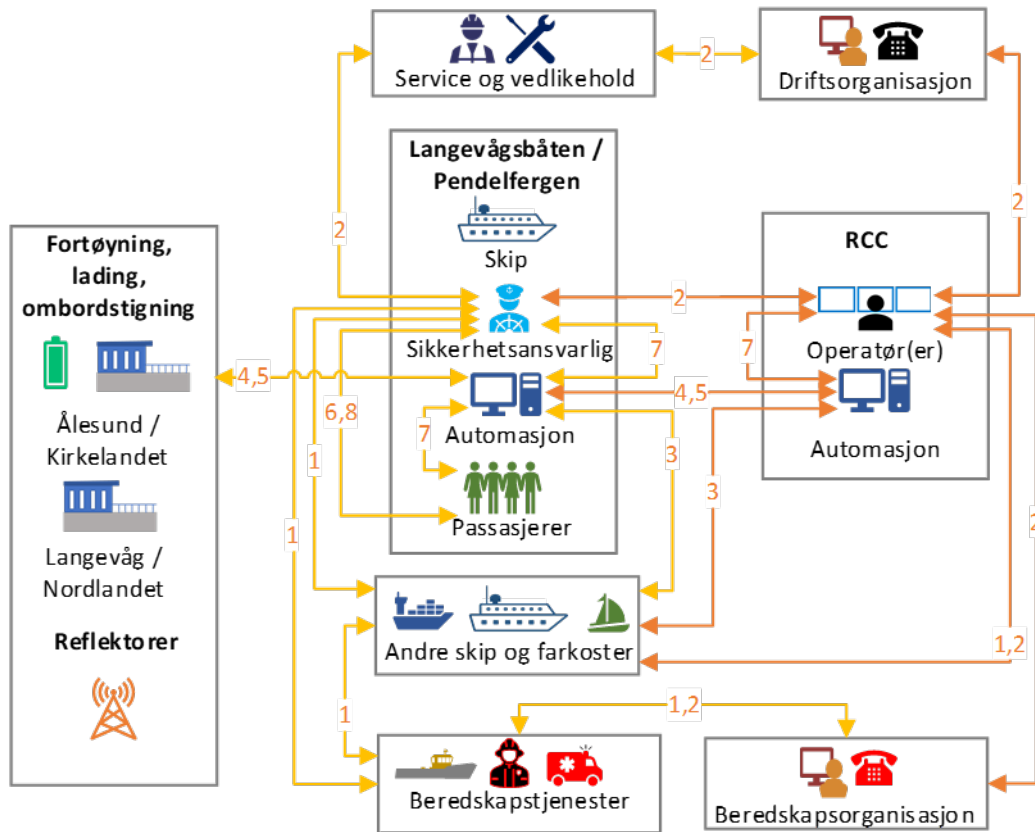 Service og vedlikehold
2
Driftsorganisasjon
2
2
Langevågsbåten /
Pendelfergen
Skip
Sikkerhetsansvarlig
Automasjon
Passasjerer
2
7
4,5
7
3
RCC
Operatør(er)
7
Automasjon
3
Fortøyning,
lading,
ombordstigning
Ålesund /
Kirkelandet
Langevåg /
Nordlandet
Reflektorer
4,5
6,8
1
1
Andre skip og farkoster
1,2
2
1
1,2
Beredskapstjenester
Beredskapsorganisasjon